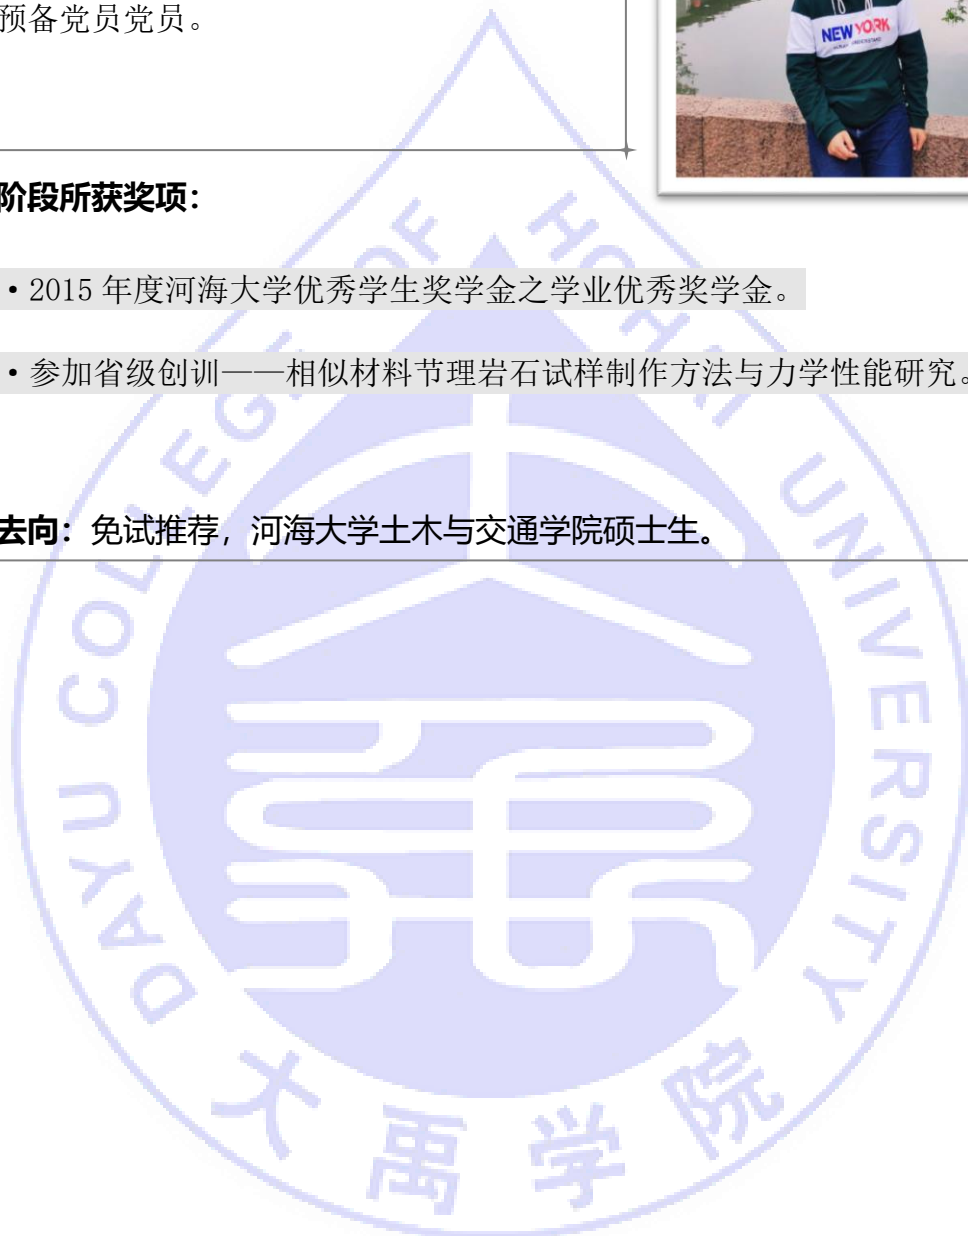 预备党员党员。
NEW YORK
阶段所获奖项：
•2015 年度河海大学优秀学生奖学金之学业优秀奖学金。
•参加省级创训——相似材料节理岩石试样制作方法与力学性能研究。
去向：免试推荐，河海大学土木与交通学院硕士生。
DAYU COLLEGE OF HOHAI UNIVERSITY
大禹学院